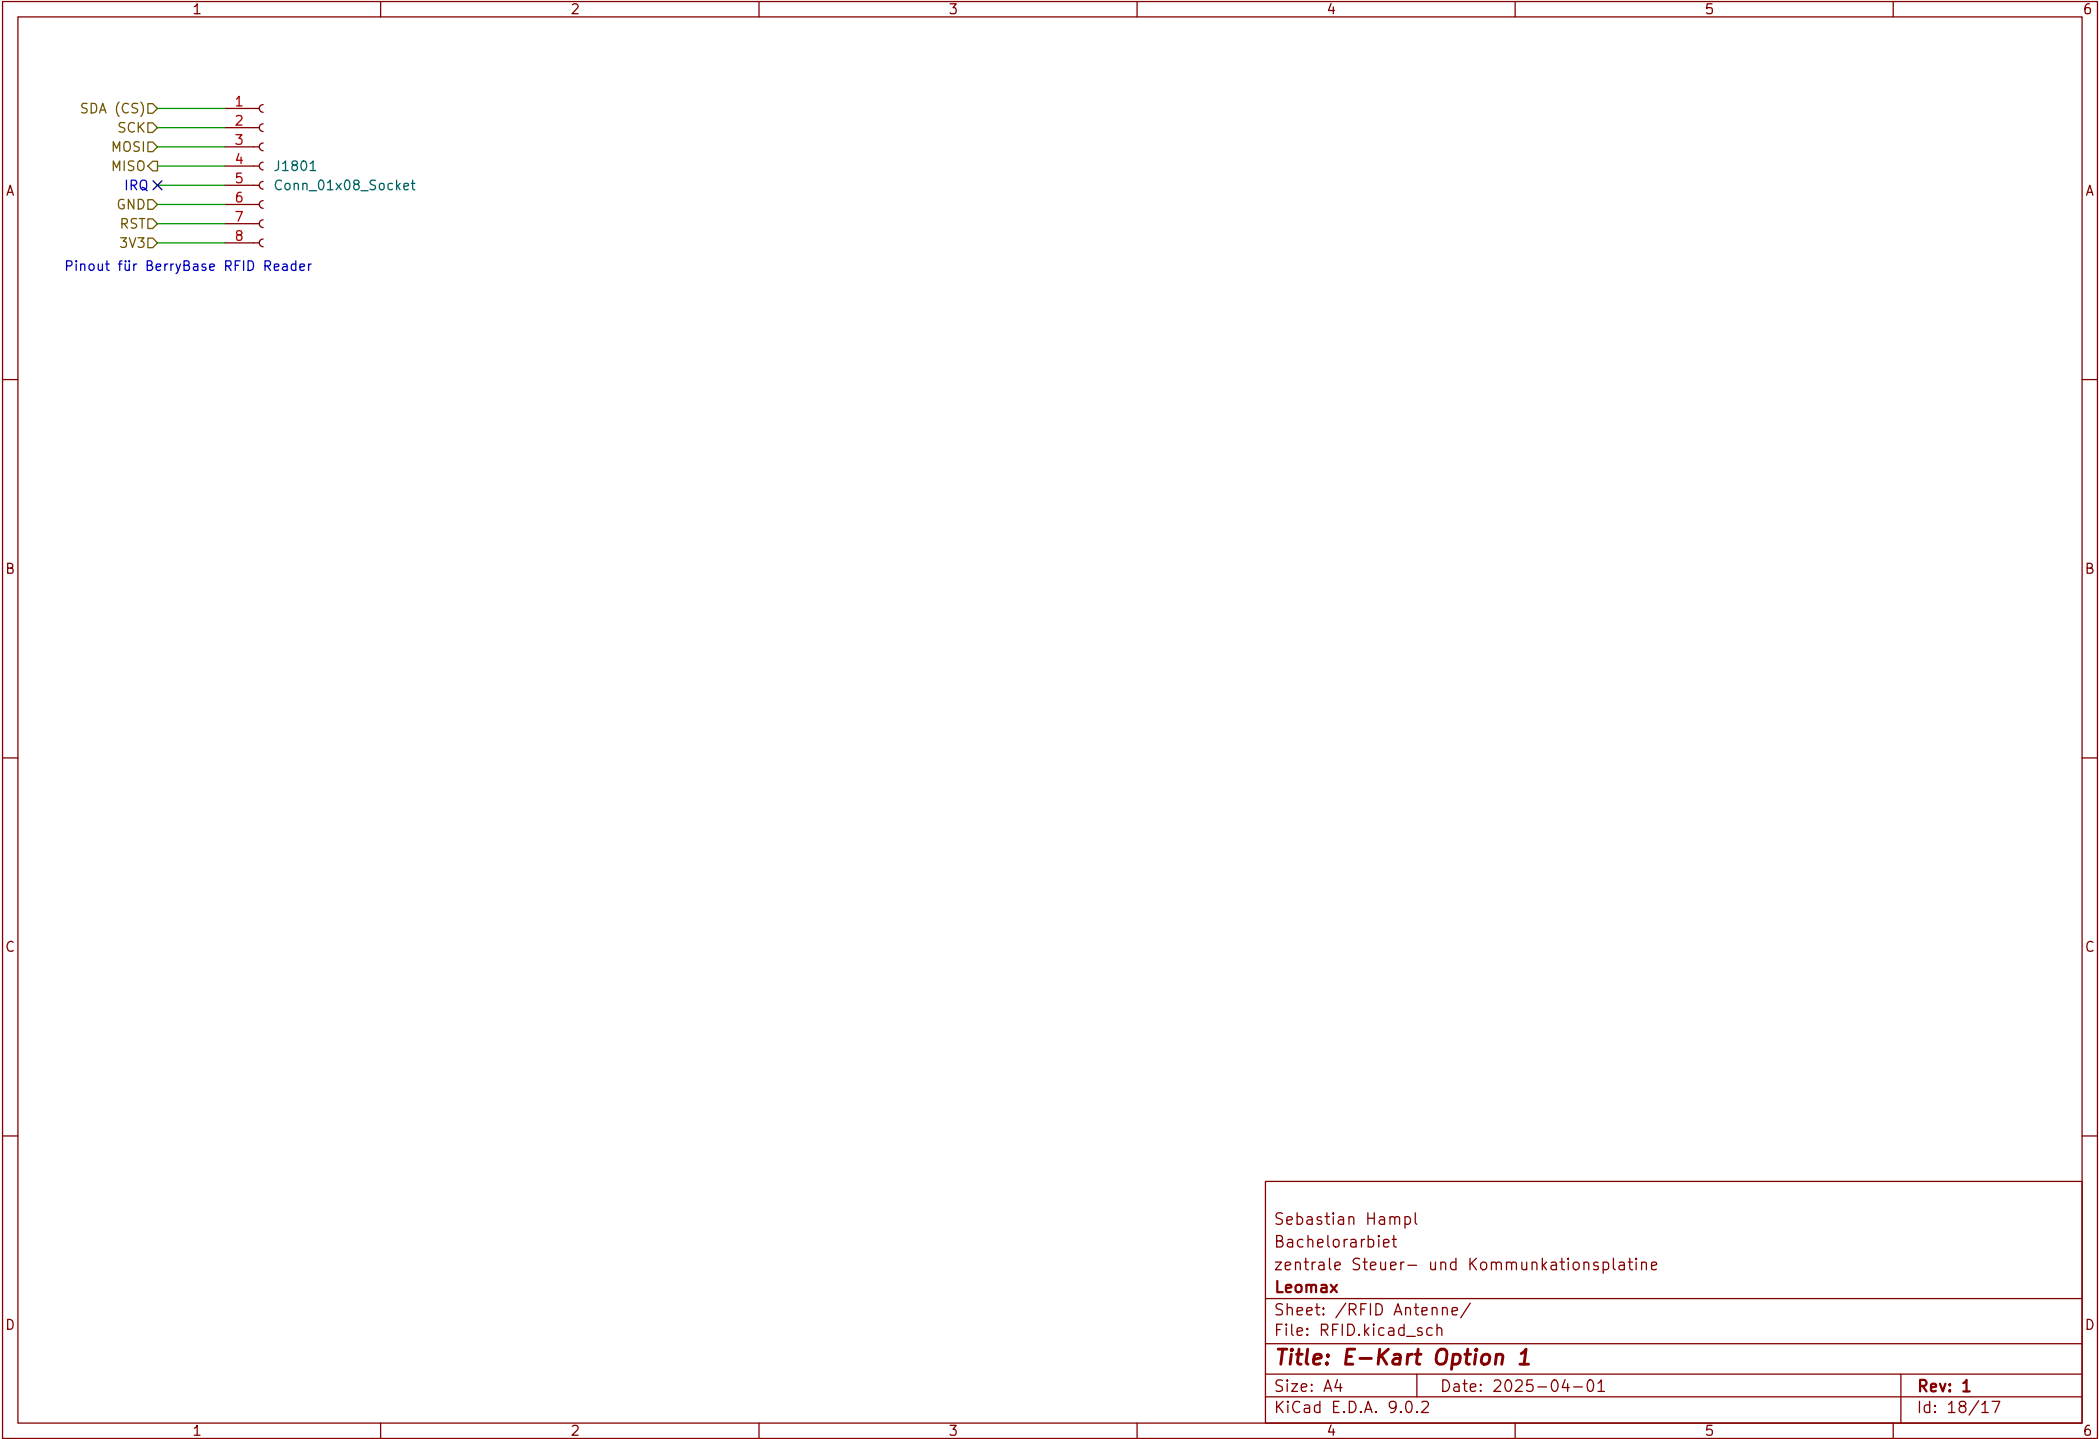 1 2 3 4 5 6
SDA (CS) 1
SCK 2
MOSI 3
MISO 4 J1801
IRQ 5 Conn_01x08_Socket
GND 6
RST 7
3V3 8
Pinout für BerryBase RFID Reader
A A
B B
C C
D D
Sebastian Hampl
Bachelorarbiet
zentrale Steuer- und Kommunkationsplatine
Leomax
Sheet: /RFID Antenne/
File: RFID.kicad_sch
Title: E-Kart Option 1
Size: A4 Date: 2025-04-01 Rev: 1
KiCad E.D.A. 9.0.2 Id: 18/17
1 2 3 4 5 6